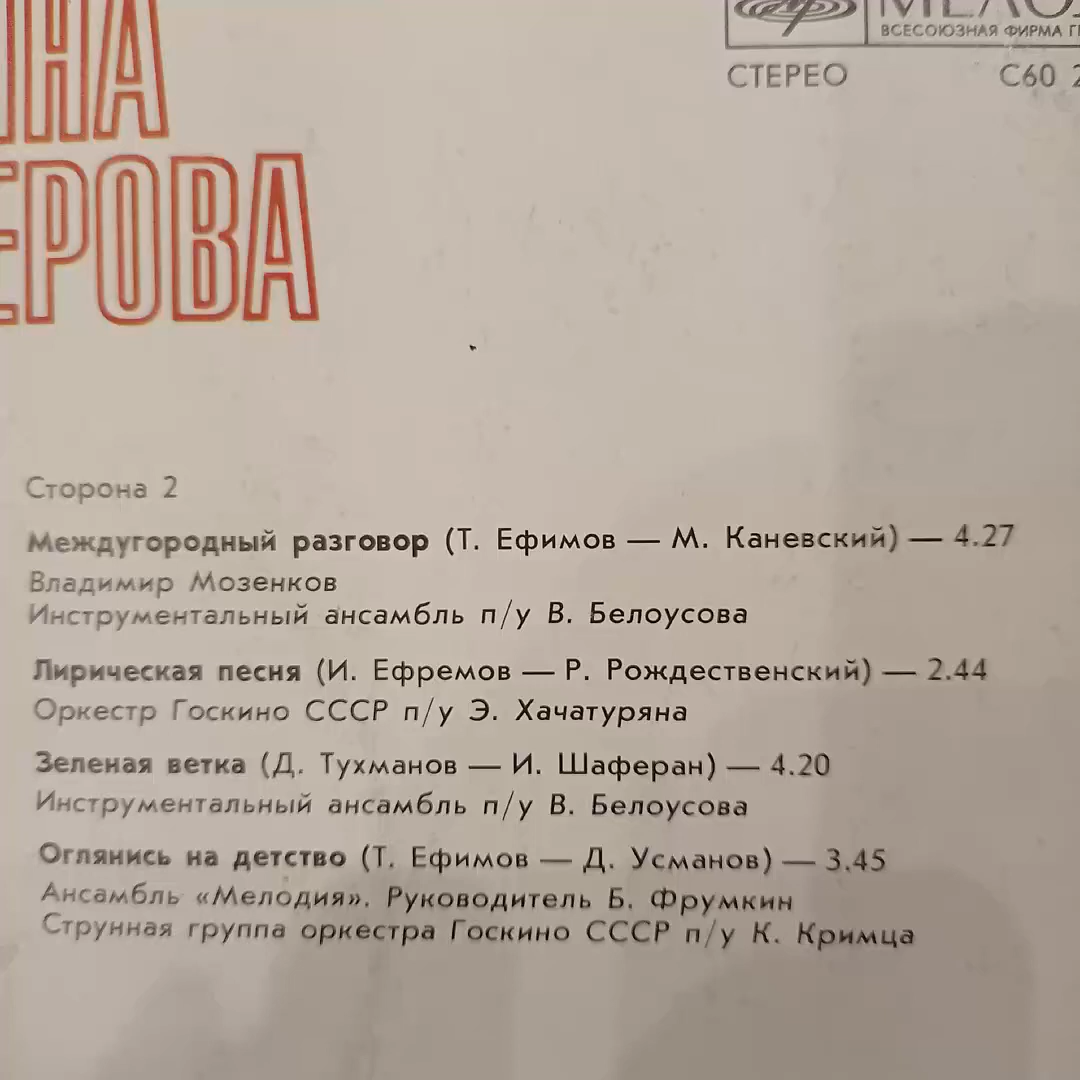 ВСЕСОЮЗНАЯ ФИРМА
СТЕРЕО С60
Сторона 2
Междугородный разговор (Т. Ефимов — М. Каневский) — 4.27
Владимир Мозенков
Инструментальный ансамбль п/у В. Белоусова
Лирическая песня (И. Ефремов — Р. Рождественский) — 2.44
Оркестр Госкино СССР п/у Э. Хачатуряна
Зеленая ветка (Д. Тухманов — И. Шаферан) — 4.20
Инструментальный ансамбль п/у В. Белоусова
Оглянись на детство (Т. Ефимов — Д. Усманов) — 3.45
Ансамбль «Мелодия». Руководитель Б. Фрумкин
Струнная группа оркестра Госкино СССР п/у К. Кримца